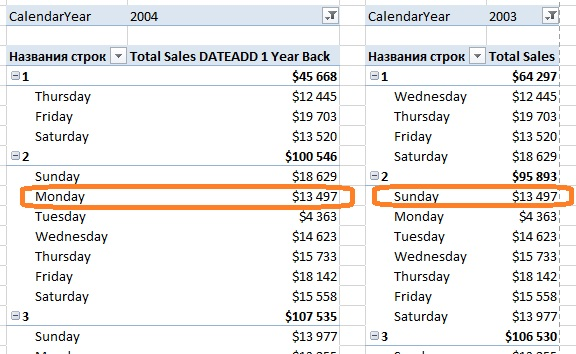 CalendarYear 2004
Названия строк Total Sales DATEADD 1 Year Back
1 $45 668
Thursday $12 445
Friday $19 703
Saturday $13 520
2 $100 546
Sunday $18 629
Monday $13 497
Tuesday $4 363
Wednesday $14 623
Thursday $15 733
Friday $18 142
Saturday $15 558
3 $107 535
Sunday $13 977
CalendarYear 2003
Названия строк Total Sales
1 $64 297
Wednesday $12 445
Thursday $19 703
Friday $13 520
Saturday $18 629
2 $95 893
Sunday $13 497
Monday $4 363
Tuesday $14 623
Wednesday $15 733
Thursday $18 142
Friday $15 558
Saturday $13 977
3 $106 530